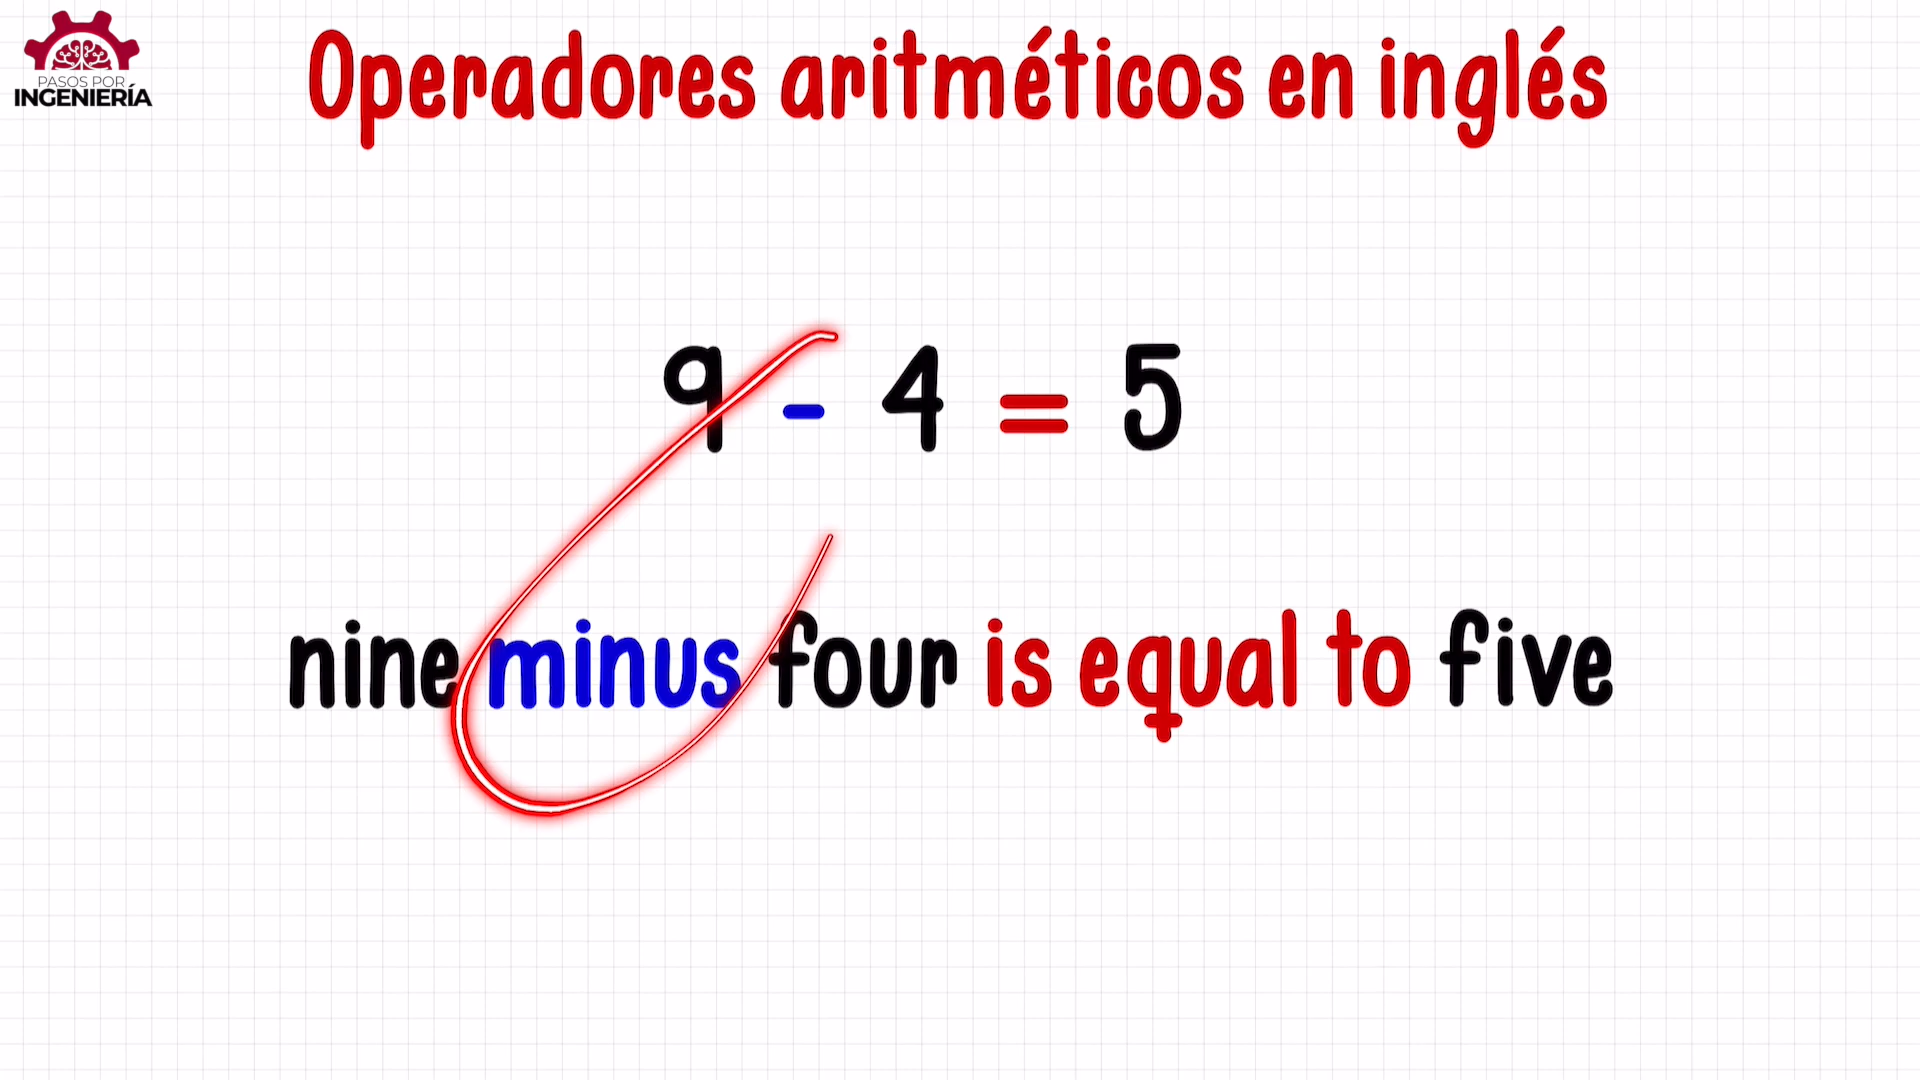 PASOS POR
INGENIERÍA
Operadores aritméticos en inglés
9 - 4 = 5
nine minus four is equal to five